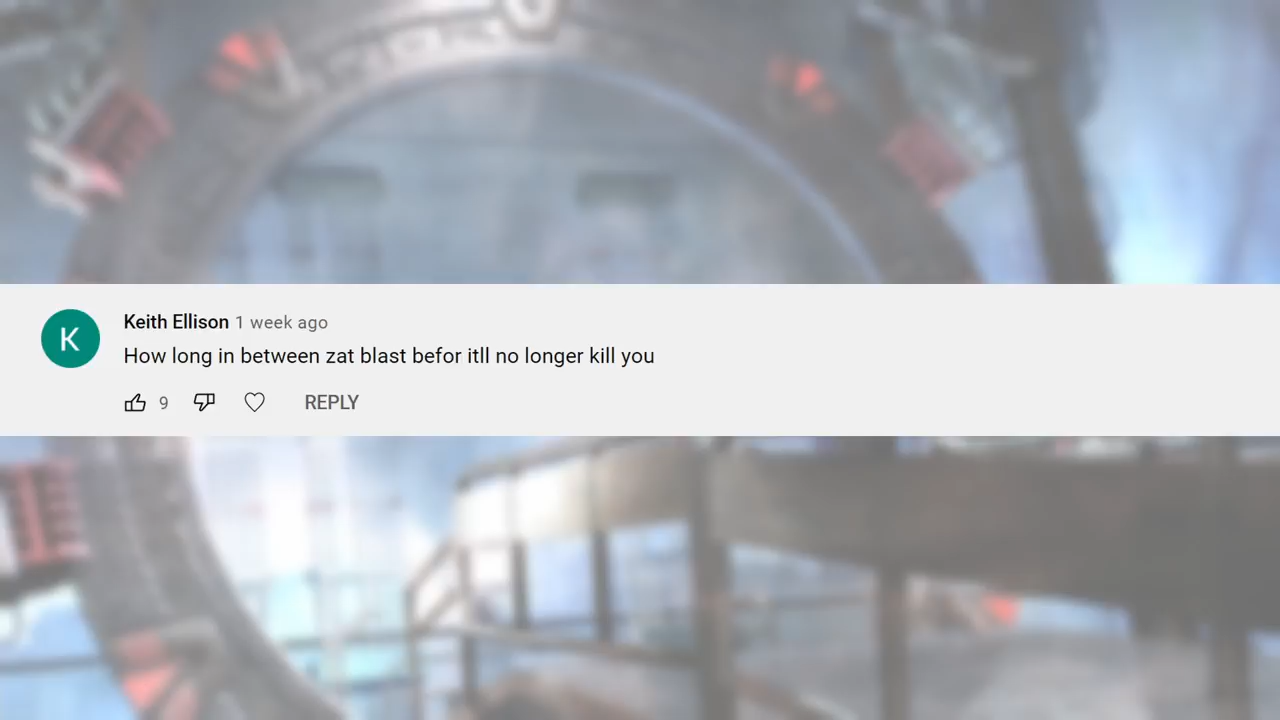 K
Keith Ellison 1 week ago
How long in between zat blast befor itll no longer kill you
9 REPLY